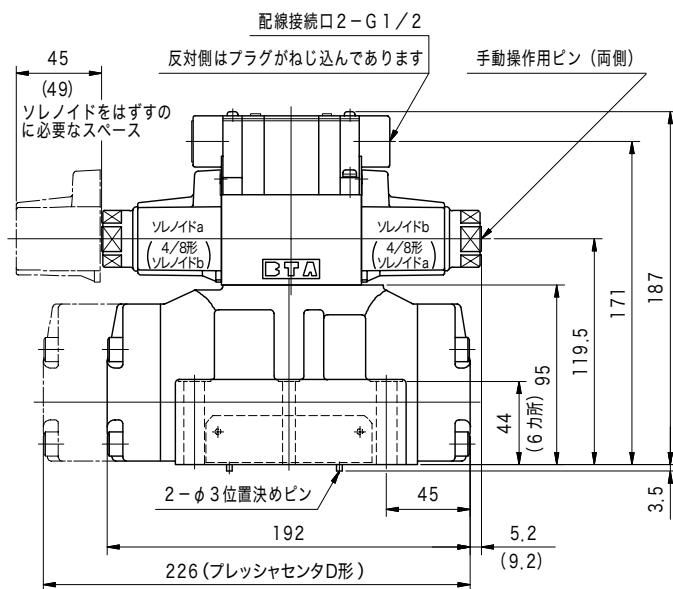 配線接続口2-G1/2
反対側はプラグがねじ込んであります
手動操作用ピン（両側）
45
(49)
ソレノイドをはずすの
に必要なスペース
ソレノイドa
(4/8形
ソレノイドb)
ソレノイドb
(4/8形
ソレノイドa)
BTA
44
(6カ所)
95
119.5
171
187
3.5
2-φ3位置決めピン
45
192
5.2
(9.2)
226(プレッシャセンタD形)